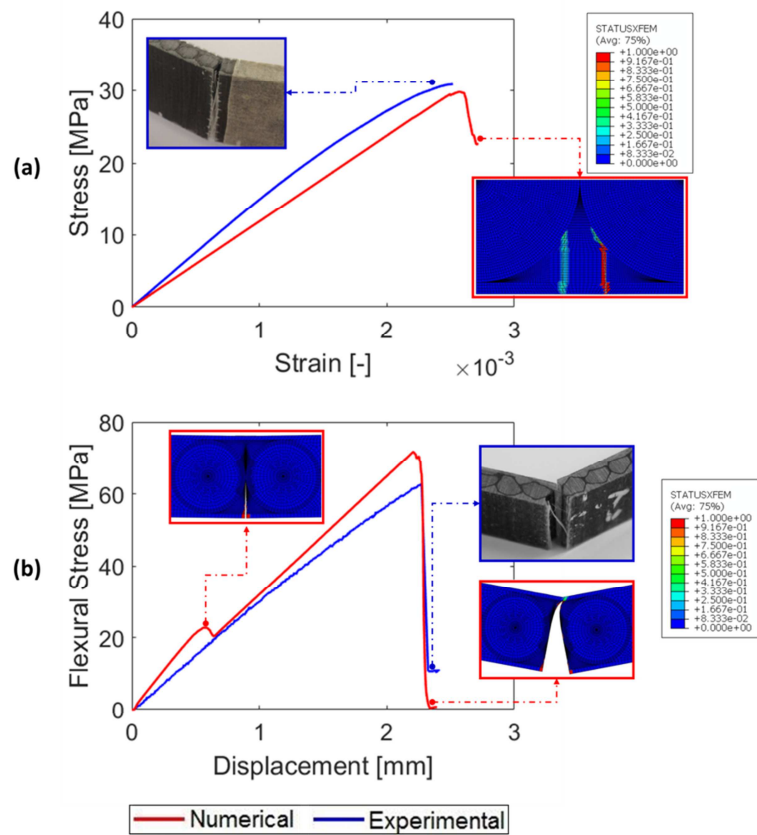 (a)
Stress [MPa]
40
30
20
10
0
0
1
2
3
Strain [-]
× 10⁻³
STATUSXFEM
(Avg: 75%)
+1.000e+00
+9.167e-01
+8.333e-01
+7.500e-01
+6.667e-01
+5.833e-01
+5.000e-01
+4.167e-01
+3.333e-01
+2.500e-01
+1.667e-01
+8.333e-02
+0.000e+00
(b)
Flexural Stress [MPa]
80
60
40
20
0
0
1
2
3
Displacement [mm]
STATUSXFEM
(Avg: 75%)
+1.000e+00
+9.167e-01
+8.333e-01
+7.500e-01
+6.667e-01
+5.833e-01
+5.000e-01
+4.167e-01
+3.333e-01
+2.500e-01
+1.667e-01
+8.333e-02
+0.000e+00
Numerical
Experimental